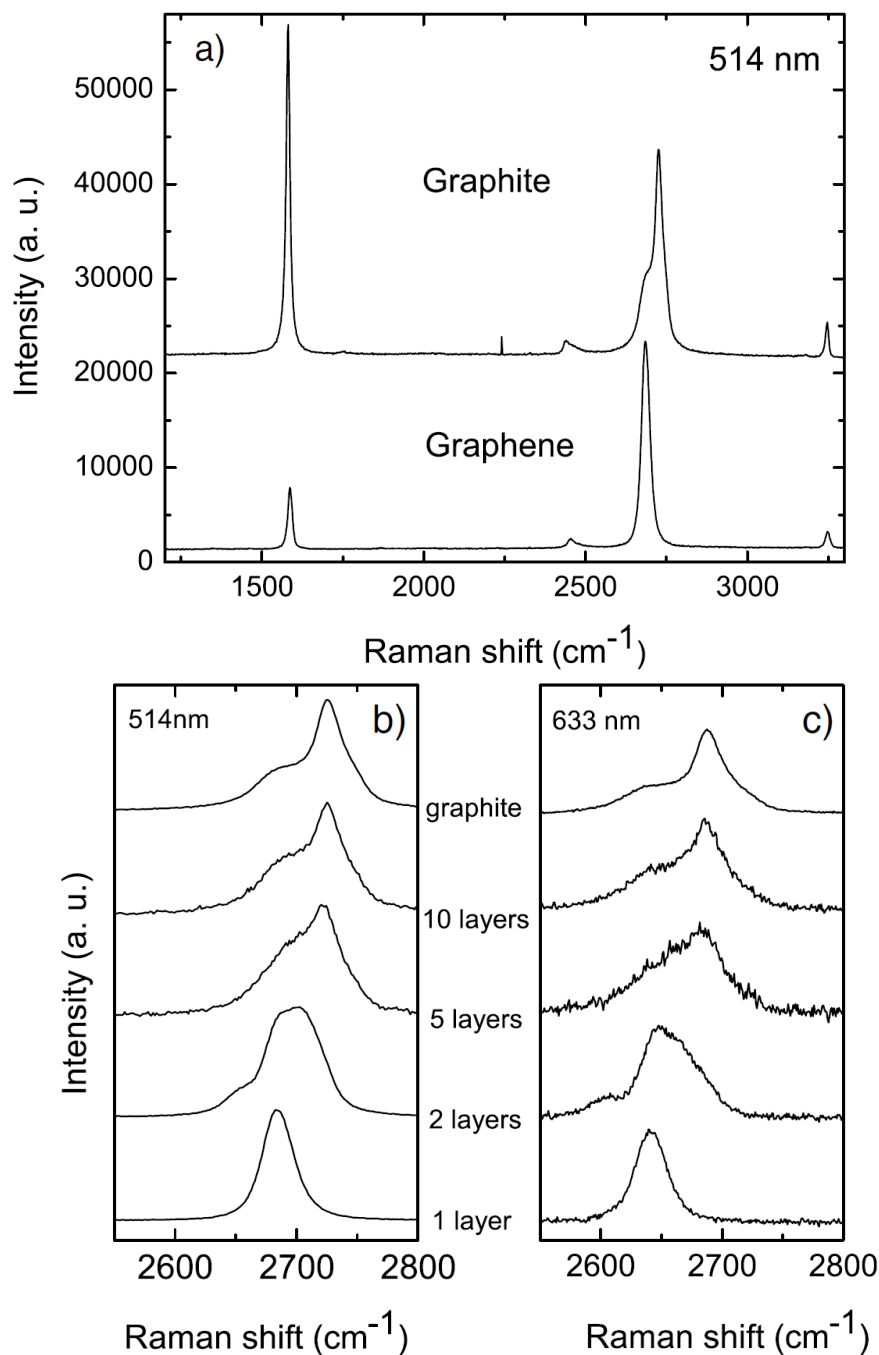 a)
514 nm
50000
40000
30000
20000
10000
0
Intensity (a. u.)
Graphite
Graphene
1500 2000 2500 3000
Raman shift (cm-1)
514nm
b)
633 nm
c)
graphite
10 layers
5 layers
2 layers
1 layer
Intensity (a. u.)
2600 2700 2800
2600 2700 2800
Raman shift (cm-1)
Raman shift (cm-1)